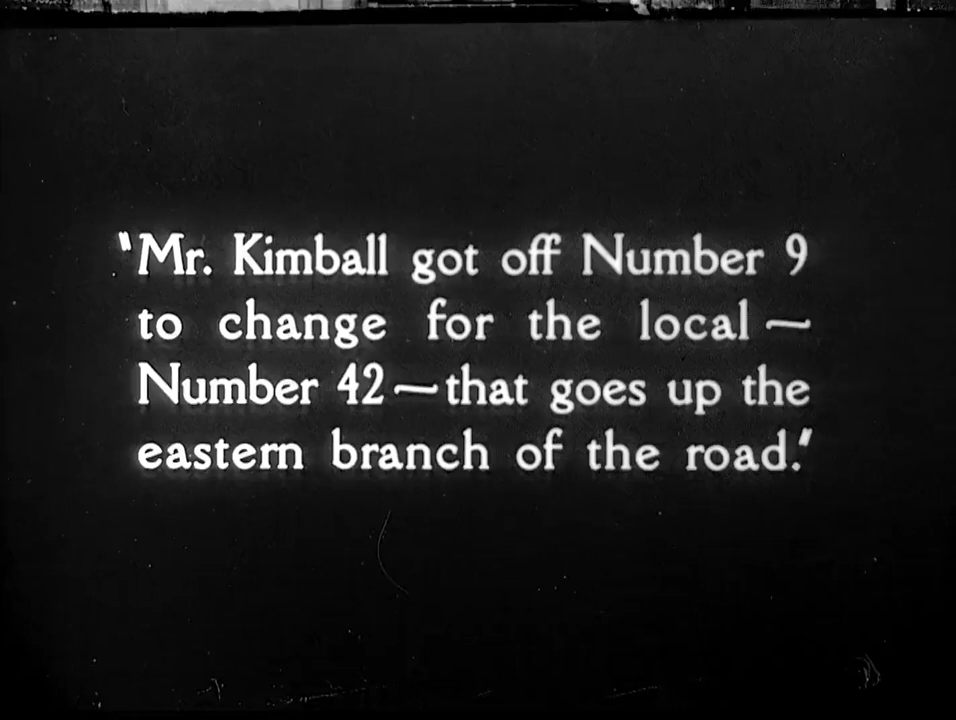 "Mr. Kimball got off Number 9
to change for the local —
Number 42 — that goes up the
eastern branch of the road."